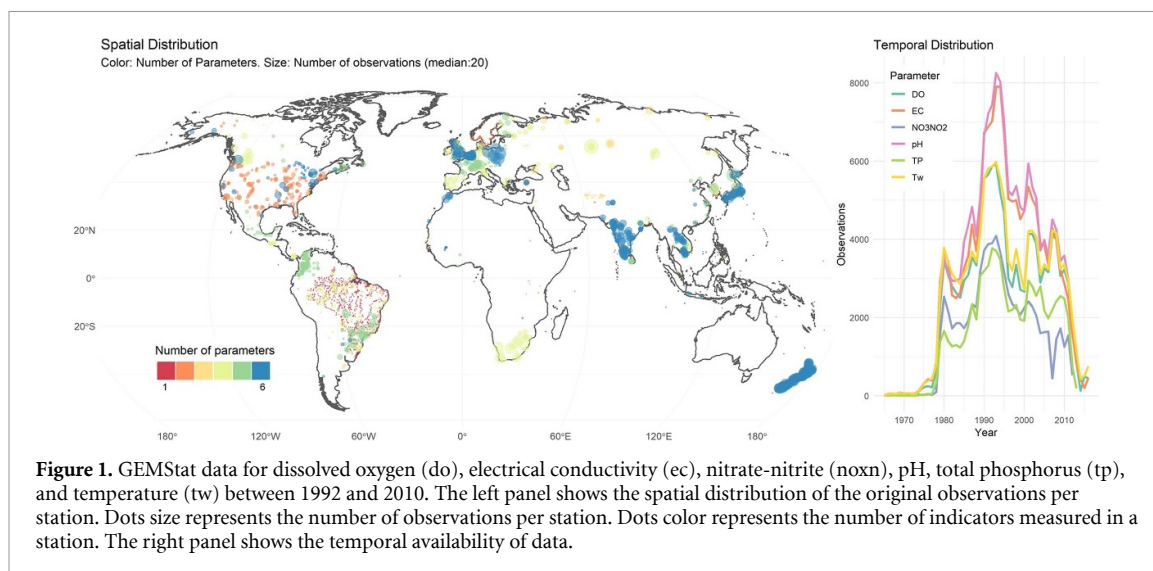 Spatial Distribution
Color: Number of Parameters. Size: Number of observations (median:20)
20°N
0°
20°S
Number of parameters
1 6
180° 120°W 60°W 0° 60°E 120°E 180°
Temporal Distribution
Parameter
DO
EC
NO3NO2
pH
TP
Tw
8000
6000
4000
2000
0
Observations
1970 1980 1990 2000 2010
Year
Figure 1. GEMStat data for dissolved oxygen (do), electrical conductivity (ec), nitrate-nitrite (noxn), pH, total phosphorus (tp),
and temperature (tw) between 1992 and 2010. The left panel shows the spatial distribution of the original observations per
station. Dots size represents the number of observations per station. Dots color represents the number of indicators measured in a
station. The right panel shows the temporal availability of data.